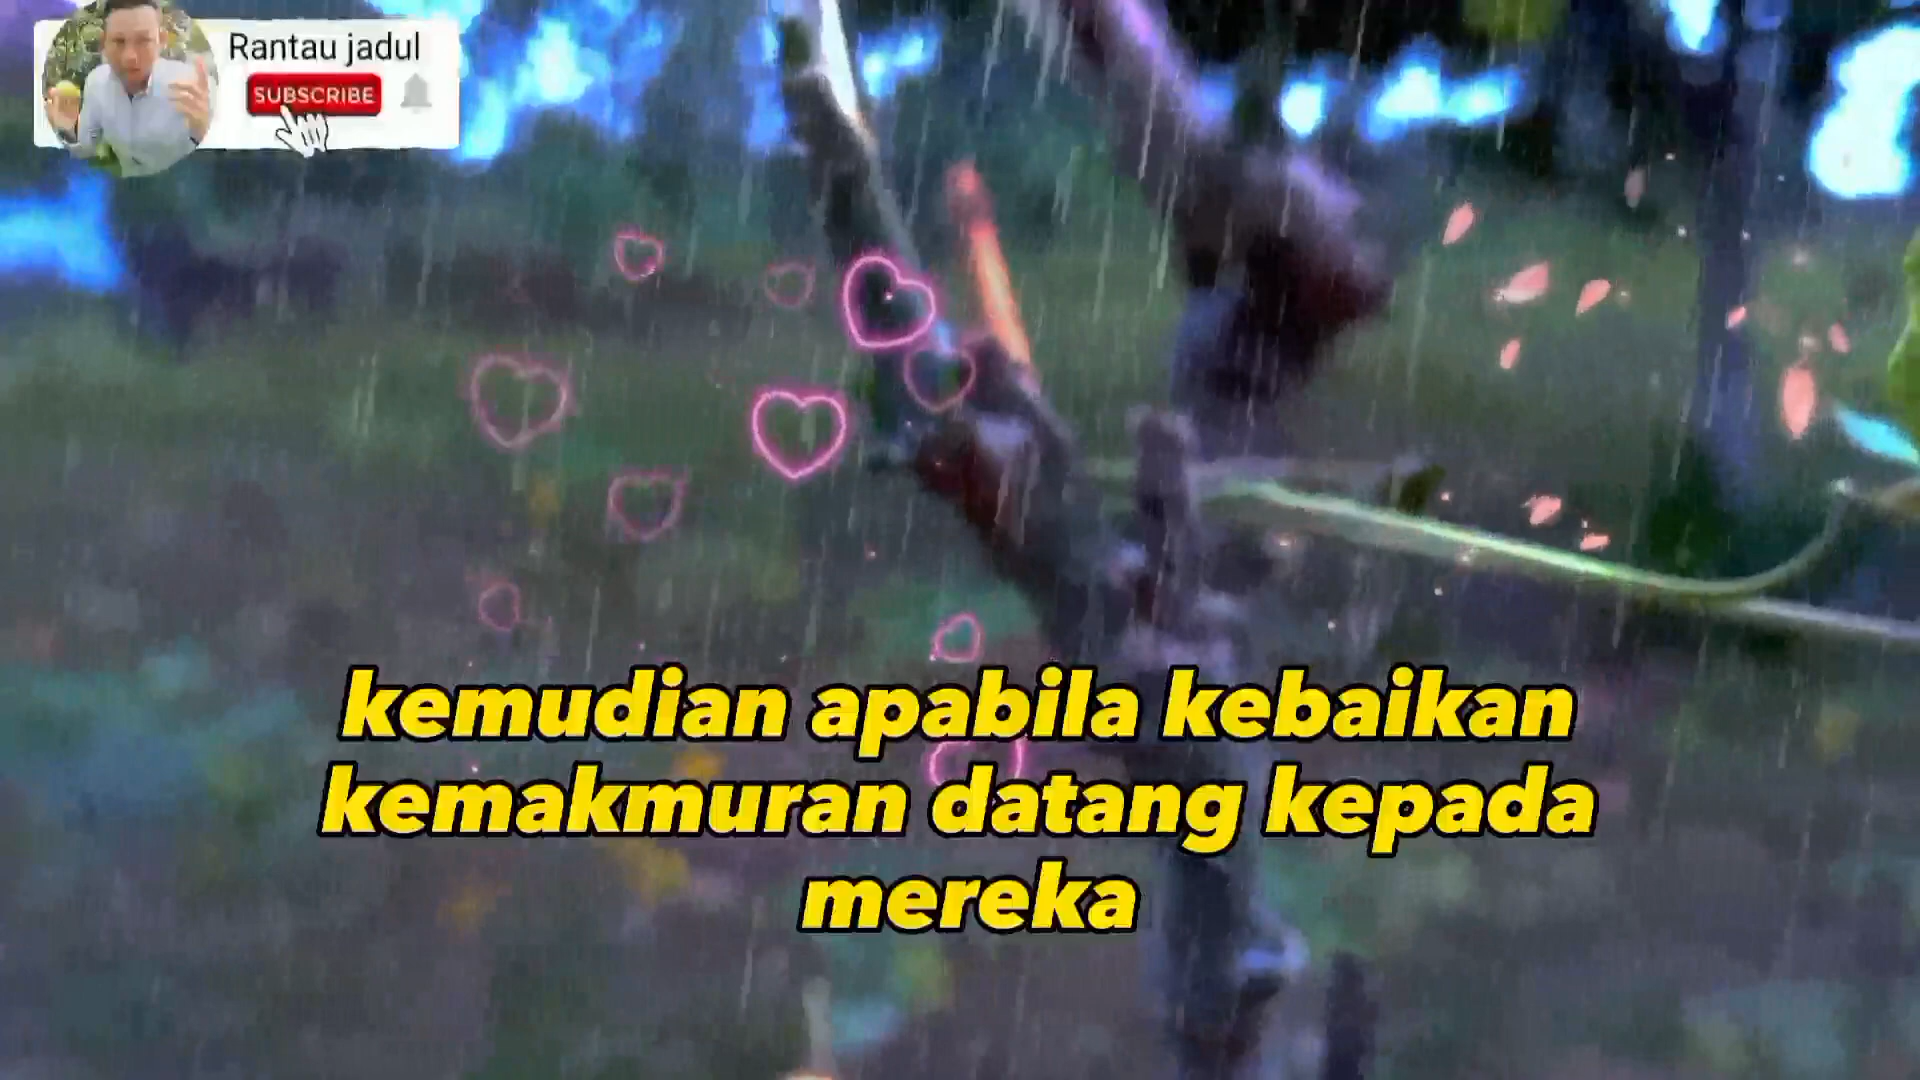 Rantau jadul
SUBSCRIBE
kemudian apabila kebaikan
kemakmuran datang kepada
mereka